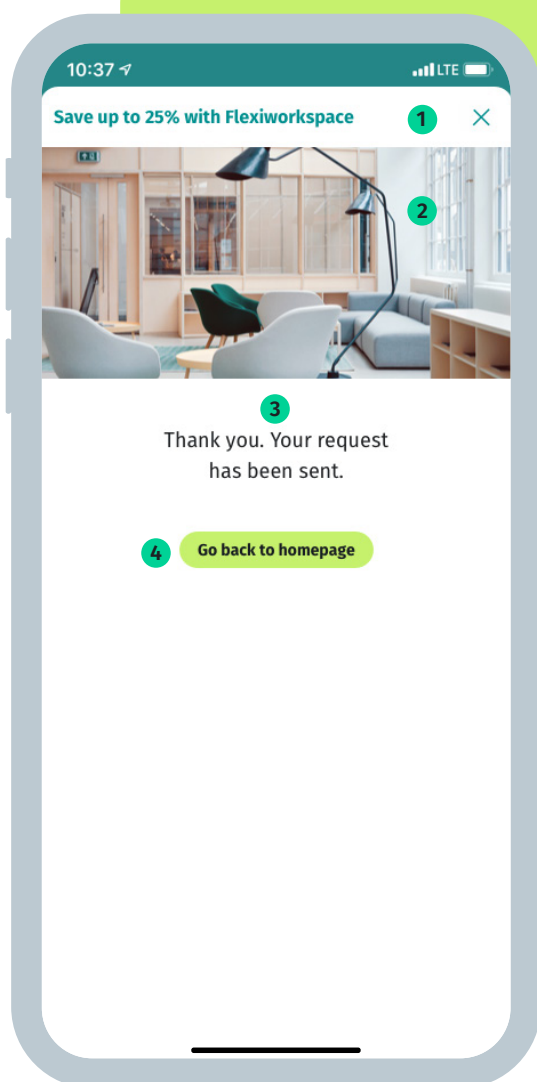 10:37 LTE
Save up to 25% with Flexiworkspace 1
2
3
Thank you. Your request
has been sent.
4 Go back to homepage